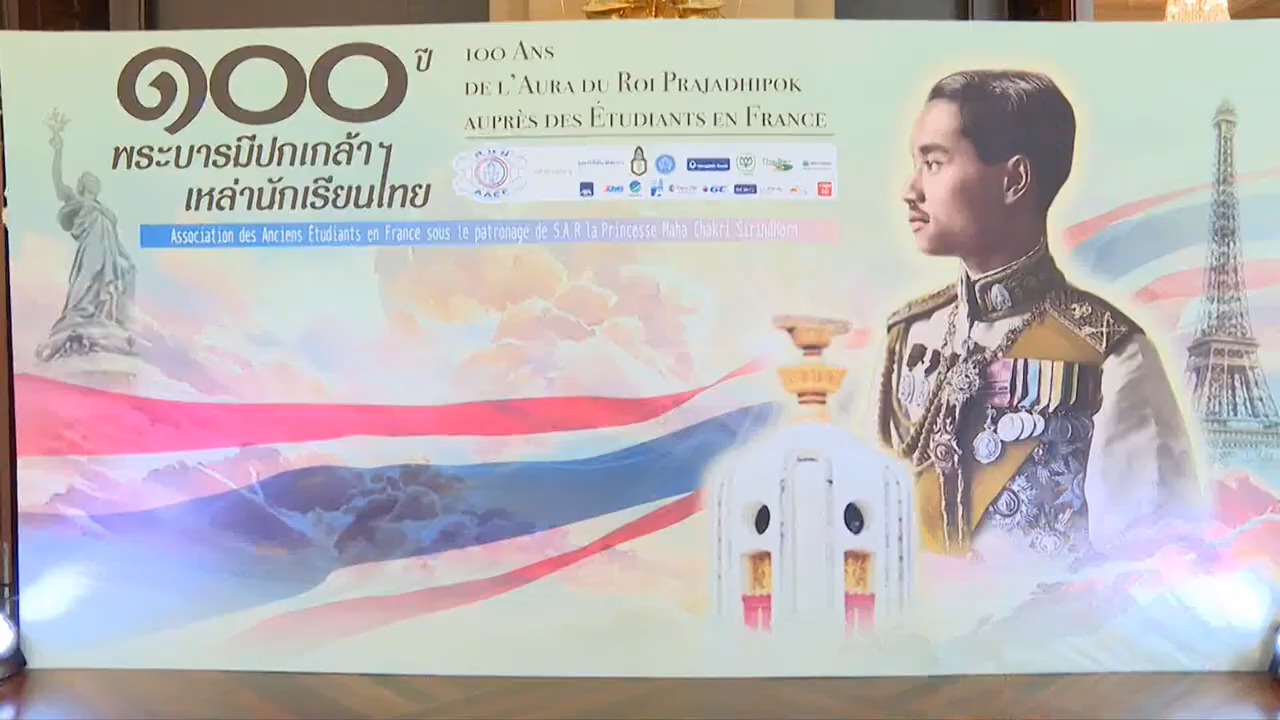 ๑๐๐ ปี
พระบารมีปกเกล้าฯ
เหล่านักเรียนไทย
100 Ans
de l'Aura du Roi Prajadhipok
auprès des Étudiants en France
Association des Anciens Étudiants en France sous le patronage de S.A.R la Princesse Maha Chakri Sirindhorn
AXA